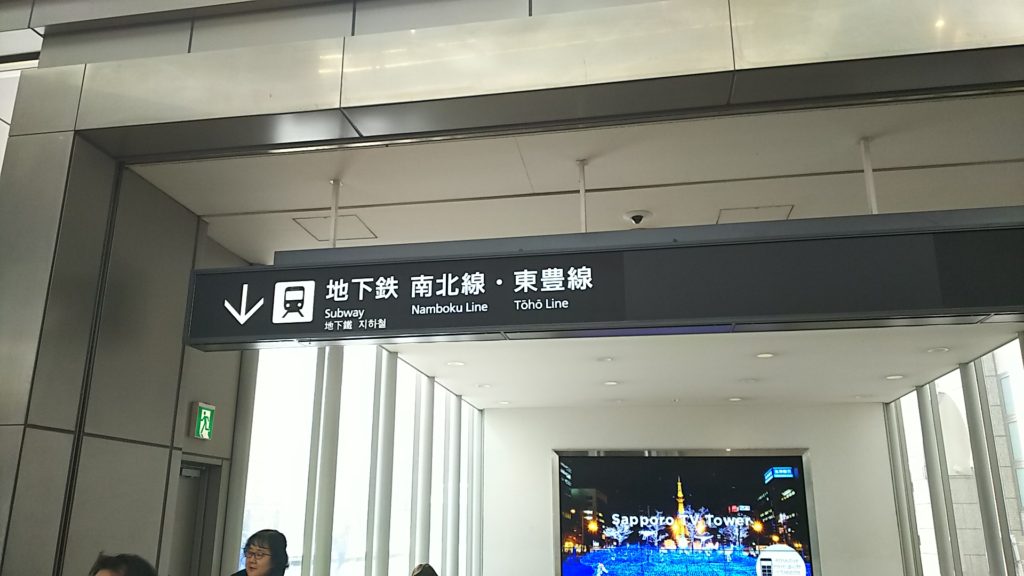 地下鉄 南北線・東豊線
Subway Namboku Line Tōhō Line
地下鐵 지하철
Sapporo TV Tower